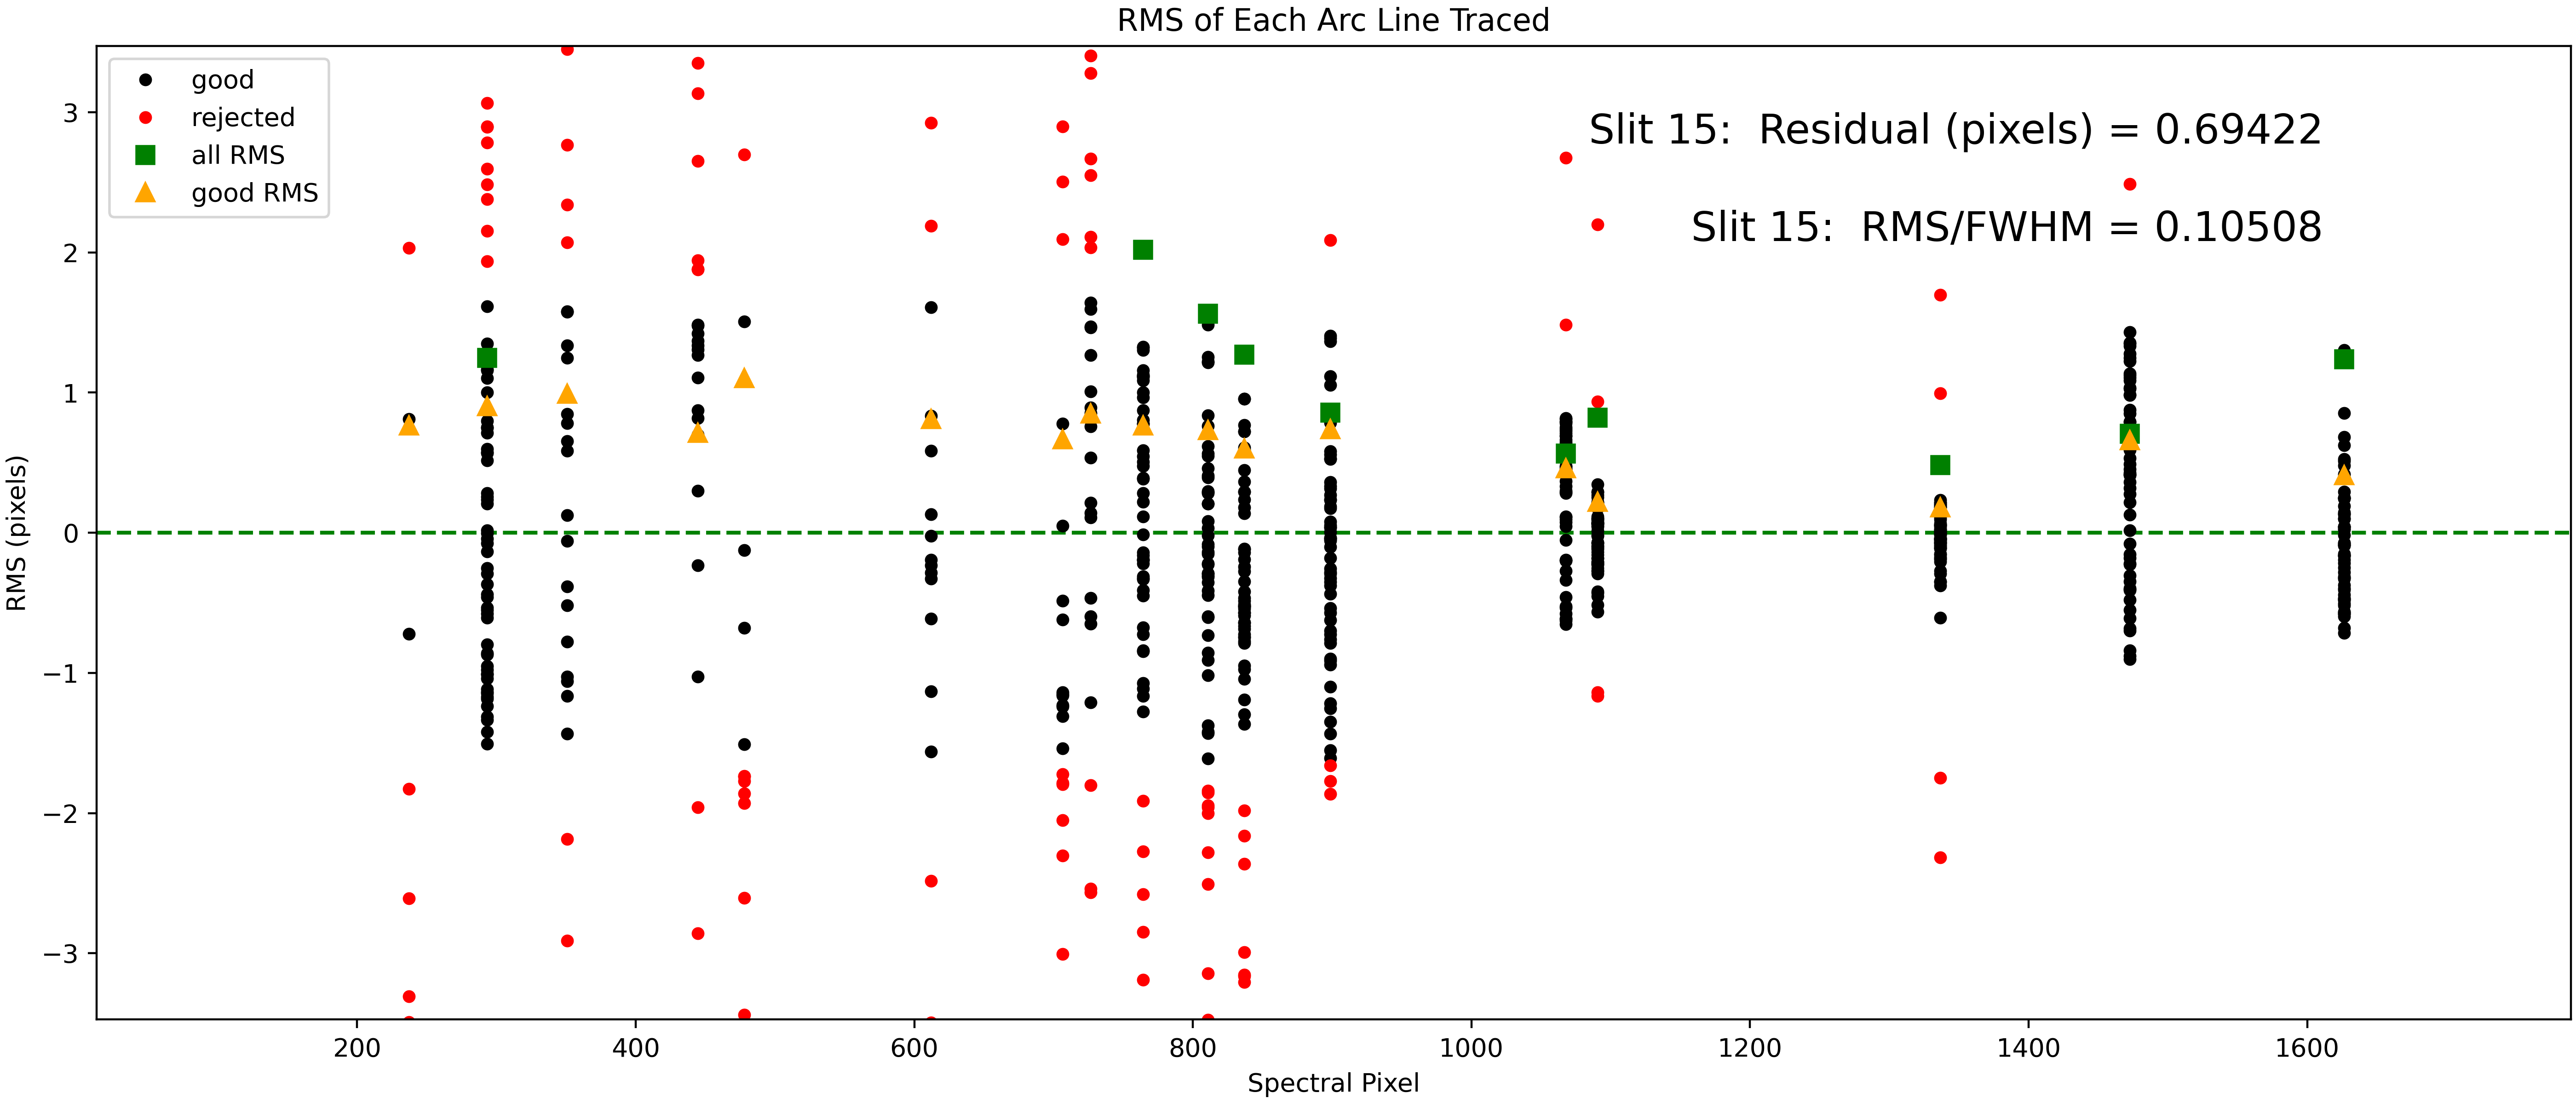 RMS of Each Arc Line Traced
good
rejected
all RMS
good RMS
Slit 15:  Residual (pixels) = 0.69422
Slit 15:  RMS/FWHM = 0.10508
RMS (pixels)
3
2
1
0
−1
−2
−3
200 400 600 800 1000 1200 1400 1600
Spectral Pixel